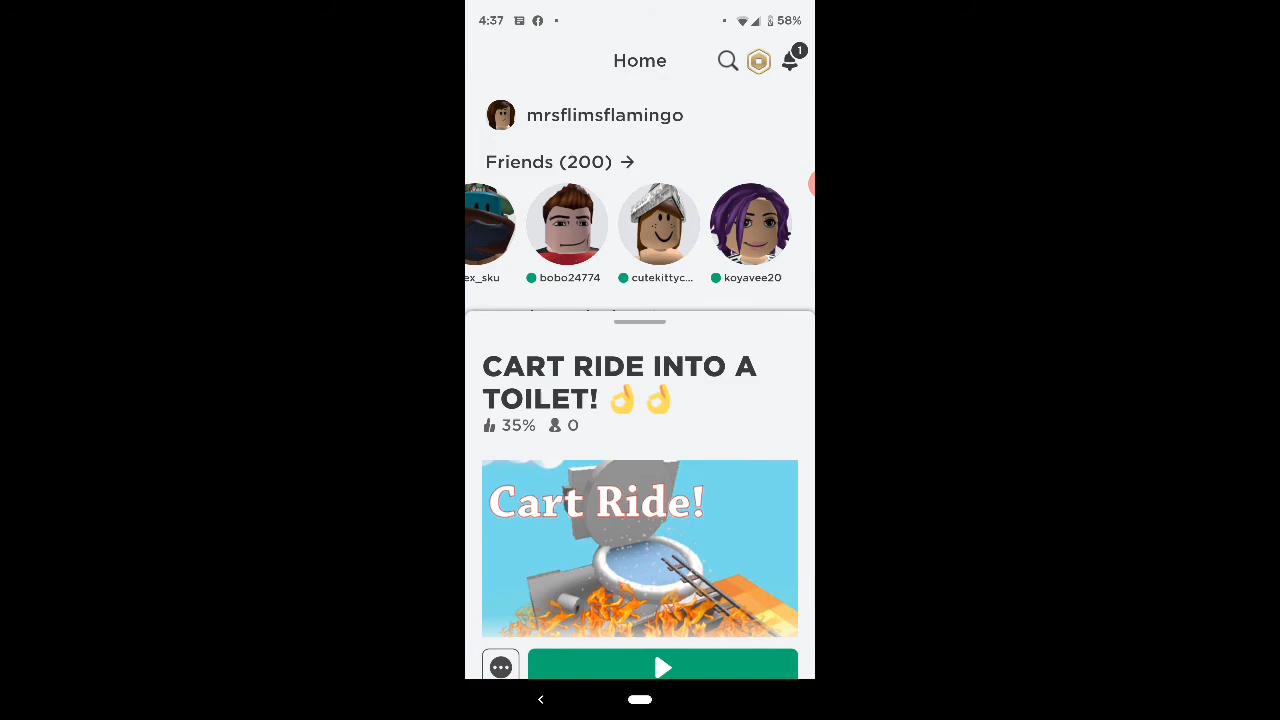 4:37 58%
Home
1
mrsflimsflamingo
Friends (200) →
ex_sku bobo24774 cutekittyc... koyavee20
CART RIDE INTO A
TOILET! 👌👌
35% 0
Cart Ride!